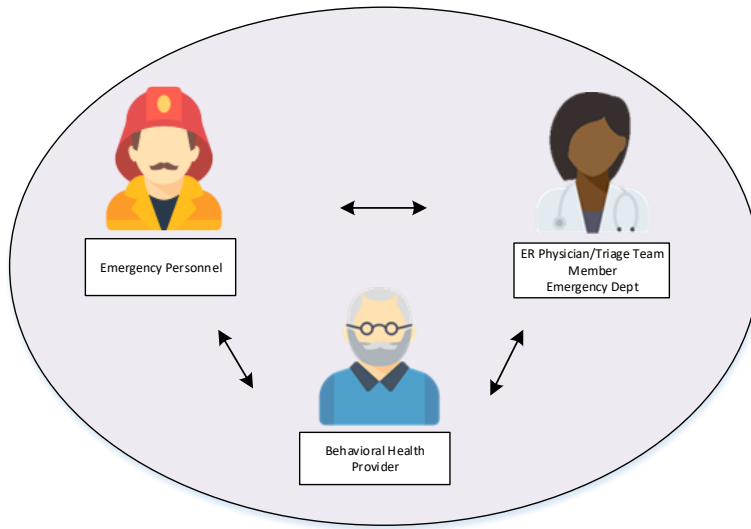 Emergency Personnel
ER Physician/Triage Team
Member
Emergency Dept
Behavioral Health
Provider